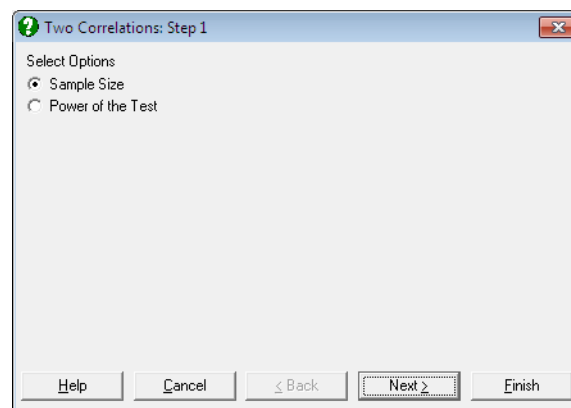 Two Correlations: Step 1
Select Options
Sample Size
Power of the Test
Help Cancel < Back Next > Finish